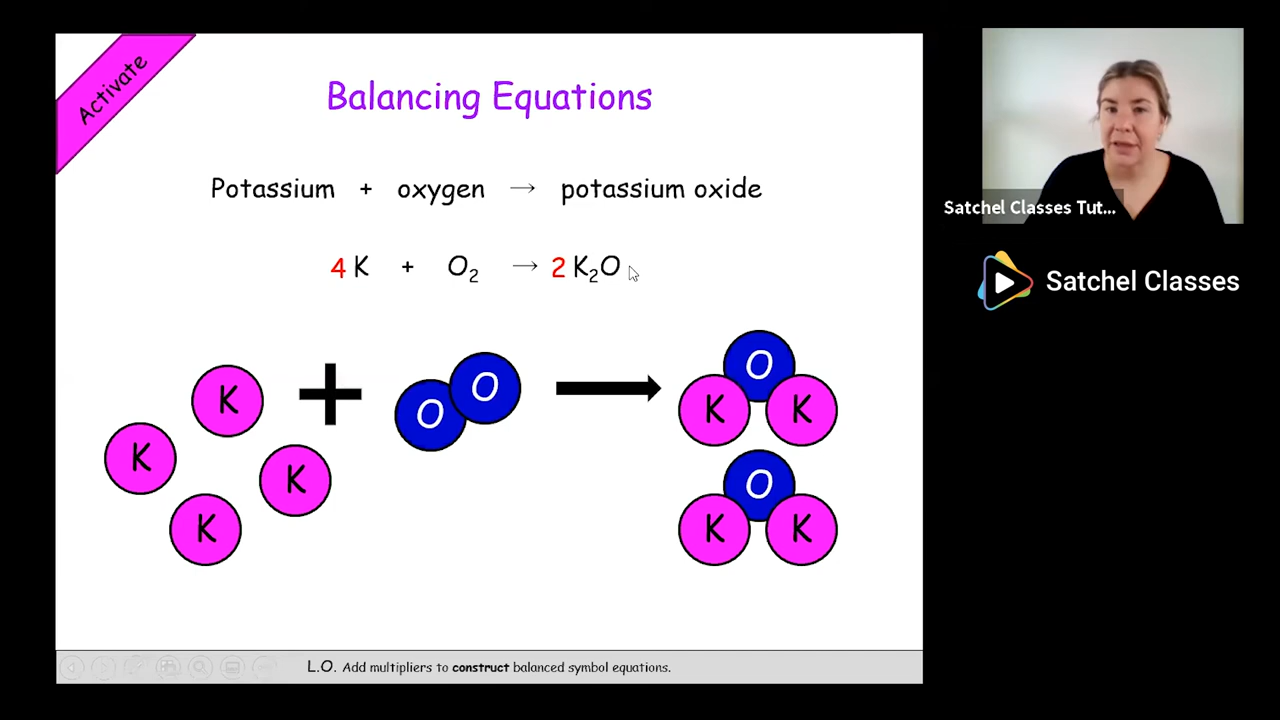 Activate
Balancing Equations
Potassium + oxygen → potassium oxide
4 K + O₂ → 2 K₂O
K K K K + O O → O K K O K K
L.O. Add multipliers to construct balanced symbol equations.
Satchel Classes Tut...
Satchel Classes